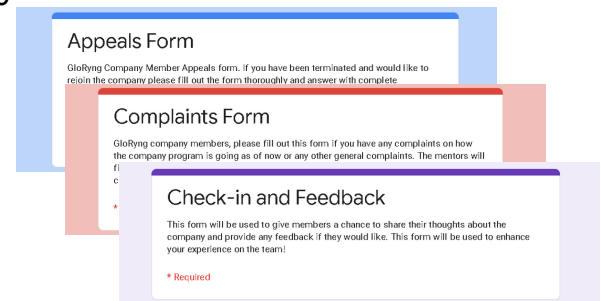 Appeals Form
GloRyng Company Member Appeals form. If you have been terminated and would like to
rejoin the company please fill out the form thoroughly and answer with complete
Complaints Form
GloRyng company members, please fill out this form if you have any complaints on how
the company program is going as of now or any other general complaints. The mentors will
*
Check-in and Feedback
This form will be used to give members a chance to share their thoughts about the
company and provide any feedback if they would like. This form will be used to enhance
your experience on the team!
* Required